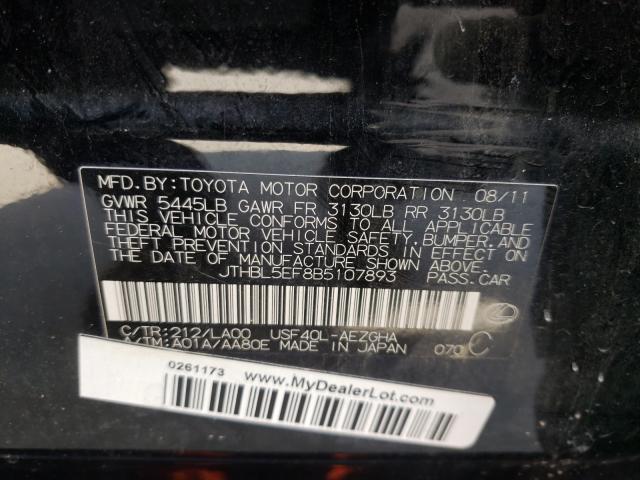 MFD. BY: TOYOTA MOTOR CORPORATION 08/11
GVWR 5445LB GAWR FR 3130LB RR 3130LB
THIS VEHICLE CONFORMS TO ALL APPLICABLE
FEDERAL MOTOR VEHICLE SAFETY, BUMPER, AND
THEFT PREVENTION STANDARDS IN EFFECT ON
THE DATE OF MANUFACTURE SHOWN ABOVE.
JTHBL5EF8B5107893 PASS.CAR
C/TR: 212/LA00 USF40L-AEZGHA
A/TM: A01A/AA80E MADE IN JAPAN 070 C
0261173 www.MyDealerLot.com